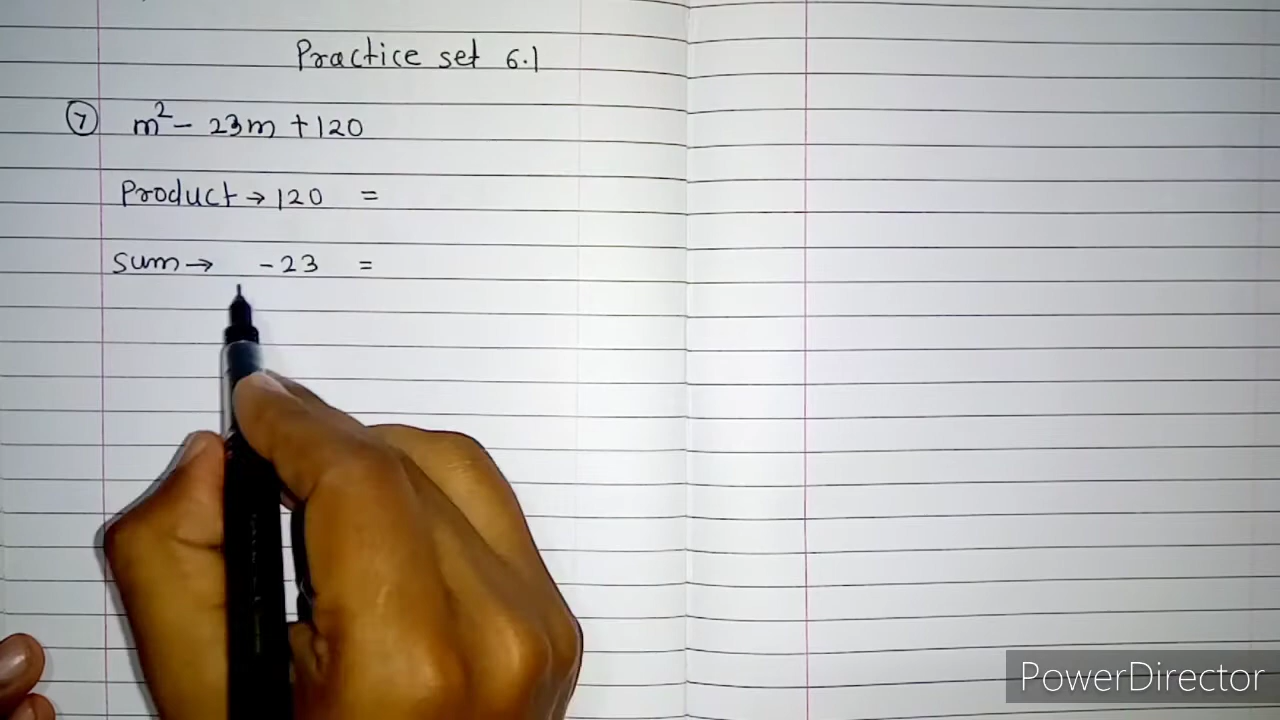 Practice set 6.1
7 m² - 23m + 120
Product → 120 =
Sum → -23 =
PowerDirector